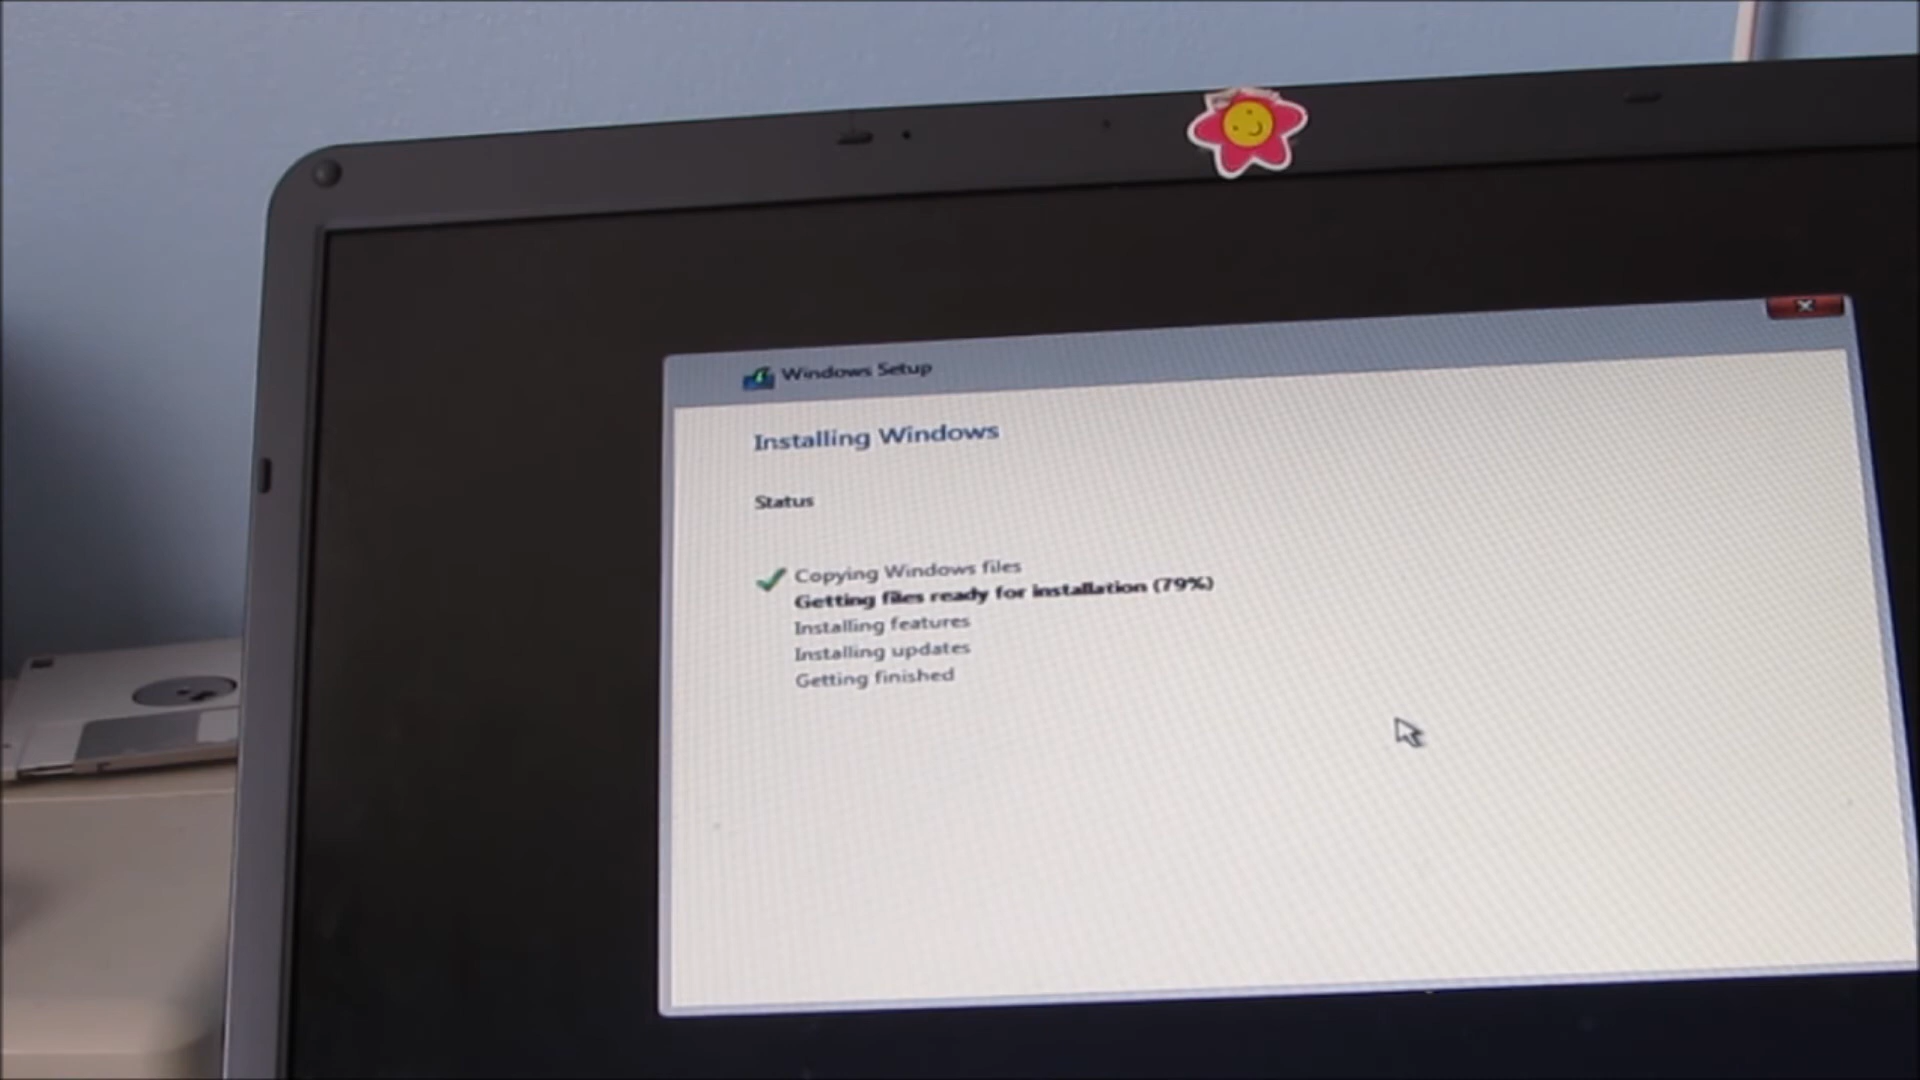 Windows Setup
Installing Windows
Status
Copying Windows files
Getting files ready for installation (79%)
Installing features
Installing updates
Getting finished